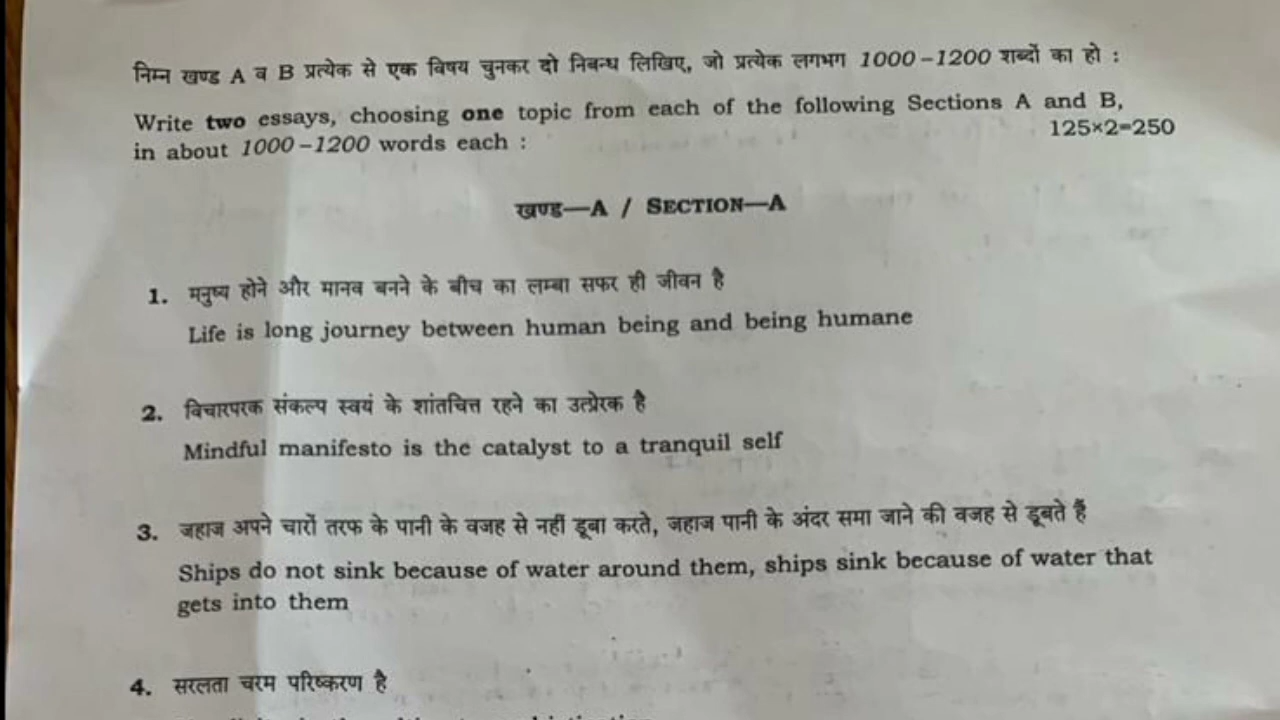 निम्न खण्ड A व B प्रत्येक से एक विषय चुनकर दो निबन्ध लिखिए, जो प्रत्येक लगभग 1000-1200 शब्दों का हो :
Write two essays, choosing one topic from each of the following Sections A and B,
in about 1000-1200 words each :
125×2=250
खण्ड—A / SECTION—A
1. मनुष्य होने और मानव बनने के बीच का लम्बा सफर ही जीवन है
Life is long journey between human being and being humane
2. विचारपरक संकल्प स्वयं के शांतचित्त रहने का उत्प्रेरक है
Mindful manifesto is the catalyst to a tranquil self
3. जहाज अपने चारों तरफ के पानी के वजह से नहीं डूबा करते, जहाज पानी के अंदर समा जाने की वजह से डूबते हैं
Ships do not sink because of water around them, ships sink because of water that
gets into them
4. सरलता चरम परिष्करण है